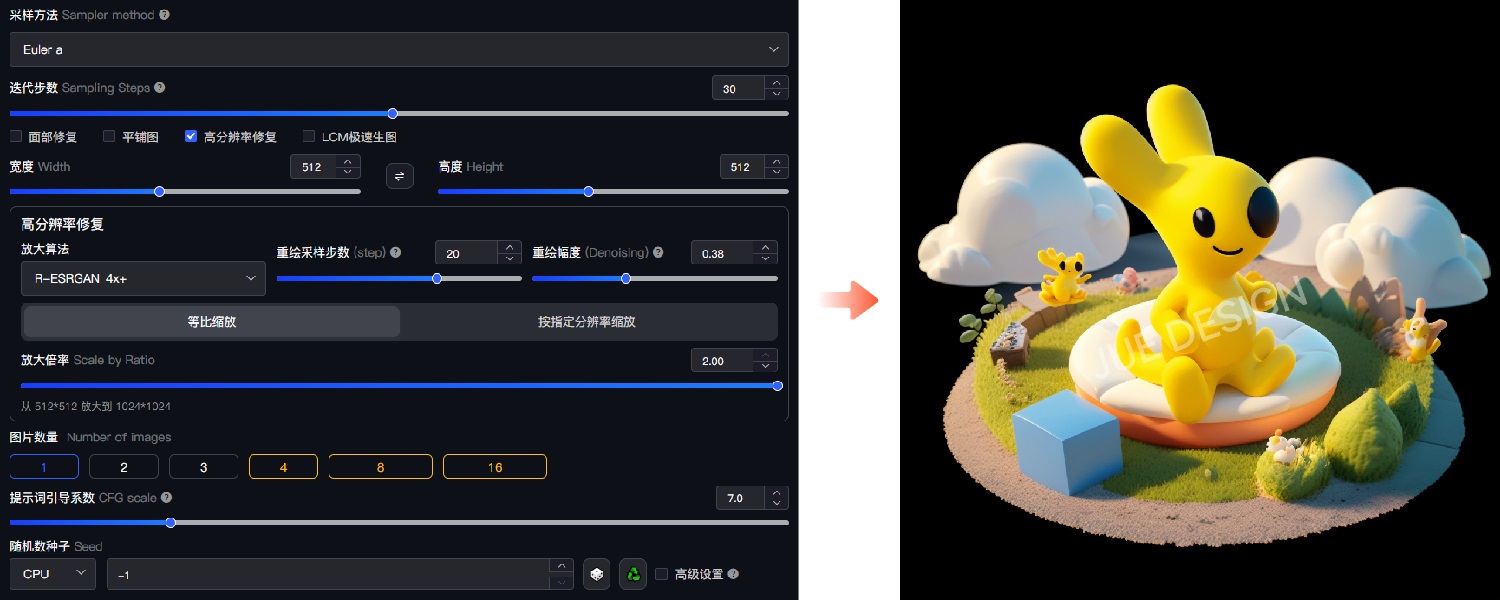 采样方法 Sampler method ?
Euler a
迭代步数 Sampling Steps ?
30
面部修复 平铺图 高分辨率修复 LCM极速生图
宽度 Width 512 高度 Height 512
高分辨率修复
放大算法 重绘采样步数 (step) ? 20 重绘幅度 (Denoising) ? 0.38
R-ESRGAN 4x+
等比缩放 按指定分辨率缩放
放大倍率 Scale by Ratio 2.00
从 512*512 放大到 1024*1024
图片数量 Number of images
1 2 3 4 8 16
提示词引导系数 CFG scale ? 7.0
随机数种子 Seed
CPU -1 高级设置 ?
JUE DESIGN